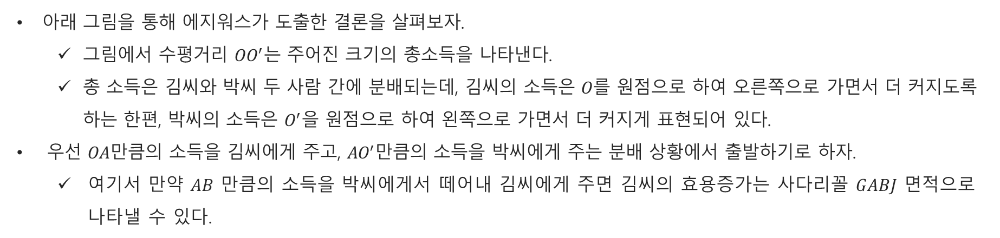 • 아래 그림을 통해 에지워스가 도출한 결론을 살펴보자.
✓ 그림에서 수평거리 OO′는 주어진 크기의 총소득을 나타낸다.
✓ 총 소득은 김씨와 박씨 두 사람 간에 분배되는데, 김씨의 소득은 O를 원점으로 하여 오른쪽으로 가면서 더 커지도록
하는 한편, 박씨의 소득은 O′을 원점으로 하여 왼쪽으로 가면서 더 커지게 표현되어 있다.
• 우선 OA만큼의 소득을 김씨에게 주고, AO′만큼의 소득을 박씨에게 주는 분배 상황에서 출발하기로 하자.
✓ 여기서 만약 AB 만큼의 소득을 박씨에게서 떼어내 김씨에게 주면 김씨의 효용증가는 사다리꼴 GABJ 면적으로
나타낼 수 있다.